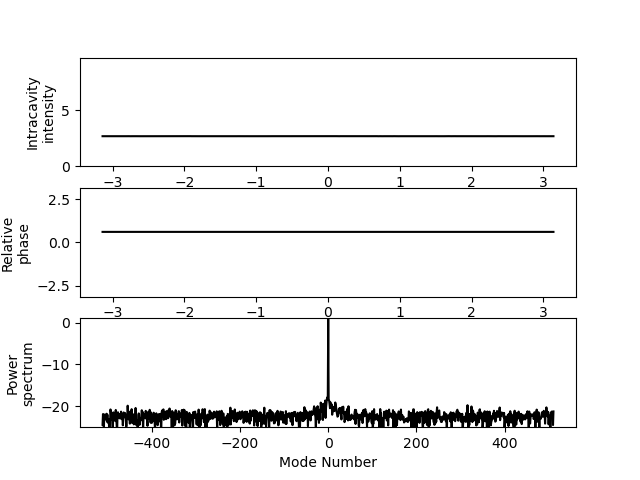 Intracavity
intensity
5
0
−3 −2 −1 0 1 2 3
Relative
phase
2.5
0.0
−2.5
−3 −2 −1 0 1 2 3
Power
spectrum
0
−10
−20
−400 −200 0 200 400
Mode Number